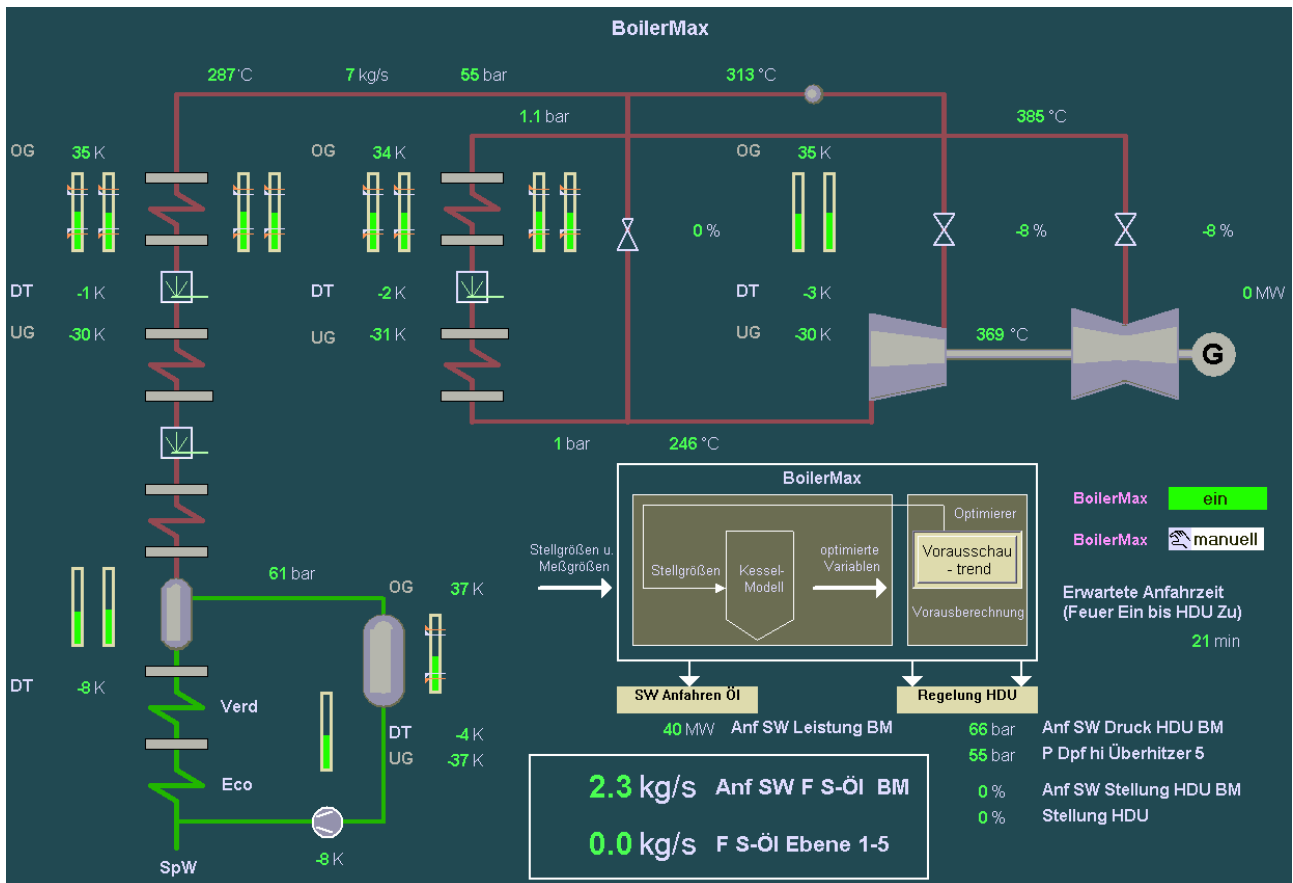 BoilerMax
287°C 7 kg/s 55 bar 313 °C
1.1 bar 385 °C
OG 35 K OG 34 K OG 35 K
0 % -8 % -8 %
DT -1 K DT -2 K DT -3 K 0 MW
UG -30 K UG -31 K UG -30 K 369 °C
G
1 bar 246 °C
BoilerMax
BoilerMax ein
Optimierer
BoilerMax manuell
Stellgrößen u.
Meßgrößen
Stellgrößen
Kessel-
Modell
optimierte
Variablen
Vorausschau
- trend
Vorausberechnung
61 bar
OG 37 K
Erwartete Anfahrzeit
(Feuer Ein bis HDU Zu)
21 min
DT -8 K
SW Anfahren Öl Regelung HDU
Verd
40 MW Anf SW Leistung BM
66 bar Anf SW Druck HDU BM
DT -4 K
UG -37 K
55 bar P Dpf hi Überhitzer 5
Eco
2.3 kg/s Anf SW F S-Öl BM
0 % Anf SW Stellung HDU BM
0 % Stellung HDU
0.0 kg/s F S-Öl Ebene 1-5
-8 K
SpW